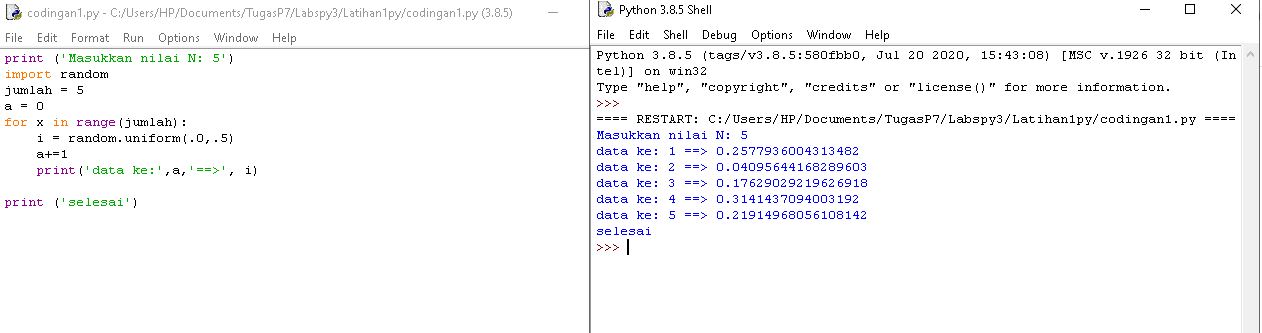 codingan1.py - C:/Users/HP/Documents/TugasP7/Labspy3/Latihan1py/codingan1.py (3.8.5)
File Edit Format Run Options Window Help
print ('Masukkan nilai N: 5')
import random
jumlah = 5
a = 0
for x in range(jumlah):
    i = random.uniform(.0,.5)
    a+=1
    print('data ke:',a,'==>', i)
print ('selesai')
Python 3.8.5 Shell
File Edit Shell Debug Options Window Help
Python 3.8.5 (tags/v3.8.5:580fbb0, Jul 20 2020, 15:43:08) [MSC v.1926 32 bit (In
tel)] on win32
Type "help", "copyright", "credits" or "license()" for more information.
>>>
==== RESTART: C:/Users/HP/Documents/TugasP7/Labspy3/Latihan1py/codingan1.py ====
Masukkan nilai N: 5
data ke: 1 ==> 0.2577936004313482
data ke: 2 ==> 0.04095644168289603
data ke: 3 ==> 0.17629029219626918
data ke: 4 ==> 0.3141437094003192
data ke: 5 ==> 0.21914968056108142
selesai
>>>